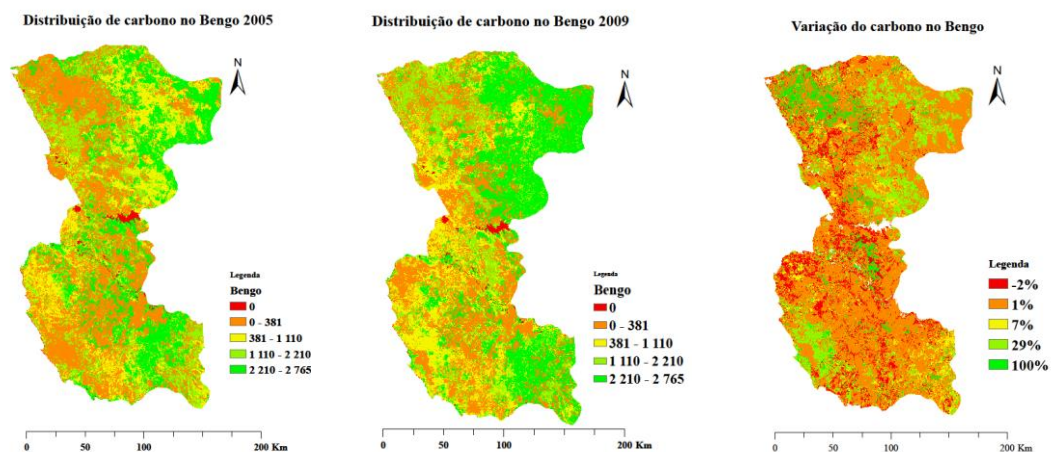 Distribuição de carbono no Bengo 2005
N
Legenda
Bengo
0
0 - 381
381 - 1 110
1 110 - 2 210
2 210 - 2 765
0 50 100 200 Km
Distribuição de carbono no Bengo 2009
N
Legenda
Bengo
0
0 - 381
381 - 1 110
1 110 - 2 210
2 210 - 2 765
0 50 100 200 Km
Variação do carbono no Bengo
N
Legenda
-2%
1%
7%
29%
100%
0 50 100 200 Km